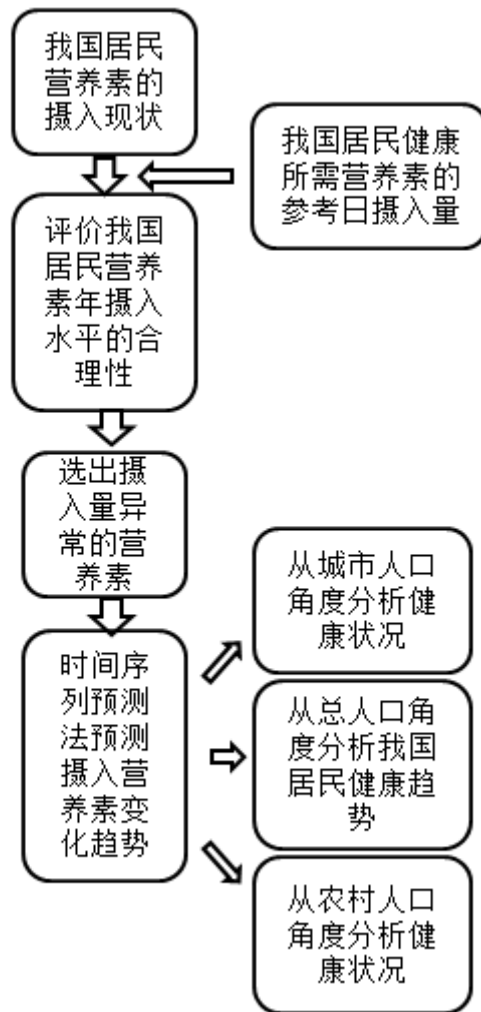 我国居民
营养素的
摄入现状
我国居民健康
所需营养素的
参考日摄入量
评价我国
居民营养
素年摄入
水平的合
理性
选出摄
入量异
常的营
养素
时间序
列预测
法预测
摄入营
养素变
化趋势
从城市人口
角度分析健
康状况
从总人口角
度分析我国
居民健康趋
势
从农村人口
角度分析健
康状况